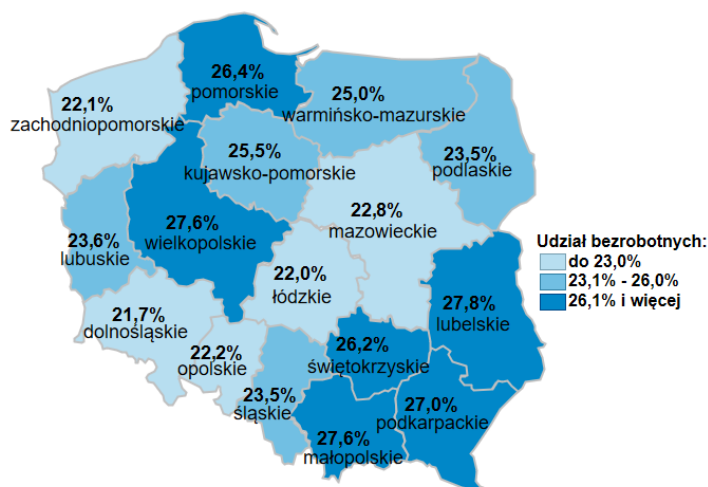 26,4%
pomorskie
22,1%
zachodniopomorskie
25,0%
warmińsko-mazurskie
25,5%
kujawsko-pomorskie
23,5%
podlaskie
27,6%
wielkopolskie
22,8%
mazowieckie
23,6%
lubuskie
22,0%
łódzkie
21,7%
dolnośląskie
27,8%
lubelskie
22,2%
opolskie
26,2%
świętokrzyskie
23,5%
śląskie
27,0%
podkarpackie
27,6%
małopolskie
Udział bezrobotnych:
do 23,0%
23,1% - 26,0%
26,1% i więcej